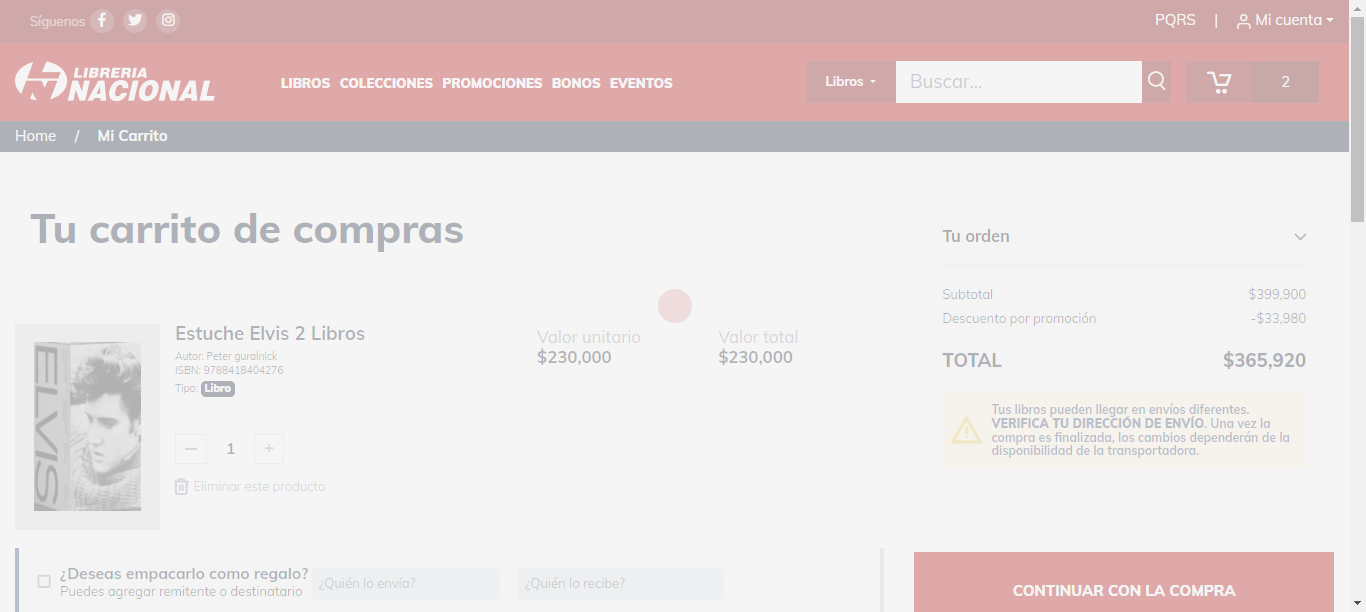 Síguenos
PQRS | Mi cuenta
LIBRERIA
NACIONAL
LIBROS COLECCIONES PROMOCIONES BONOS EVENTOS
Libros
Buscar...
2
Home / Mi Carrito
Tu carrito de compras
Estuche Elvis 2 Libros
Autor: Peter guralnick
ISBN: 9788418404276
Tipo: Libro
ELVIS
Valor unitario
$230,000
Valor total
$230,000
1
Eliminar este producto
¿Deseas empacarlo como regalo?
Puedes agregar remitente o destinatario
¿Quién lo envía?
¿Quién lo recibe?
Tu orden
Subtotal $399,900
Descuento por promoción -$33,980
TOTAL $365,920
Tus libros pueden llegar en envíos diferentes.
VERIFICA TU DIRECCIÓN DE ENVÍO. Una vez la
compra es finalizada, los cambios dependerán de la
disponibilidad de la transportadora.
CONTINUAR CON LA COMPRA